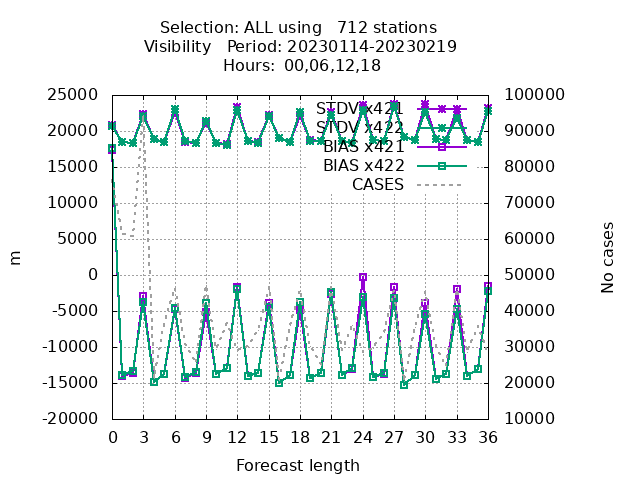 Selection: ALL using   712 stations
Visibility   Period: 20230114-20230219
Hours:  00,06,12,18
25000
20000
15000
10000
5000
0
-5000
-10000
-15000
-20000
100000
90000
80000
70000
60000
50000
40000
30000
20000
10000
m
No cases
STDV x421
STDV x422
BIAS x421
BIAS x422
CASES
0 3 6 9 12 15 18 21 24 27 30 33 36
Forecast length